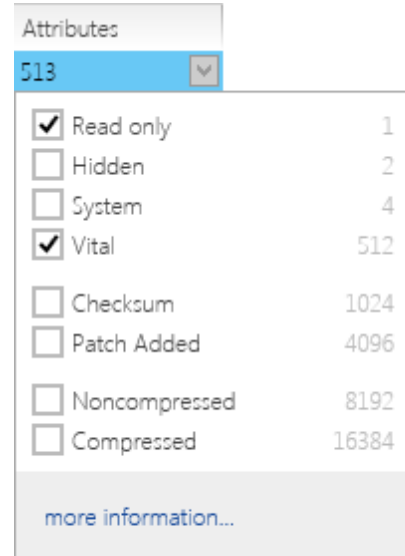 Attributes
513
Read only 1
Hidden 2
System 4
Vital 512
Checksum 1024
Patch Added 4096
Noncompressed 8192
Compressed 16384
more information...